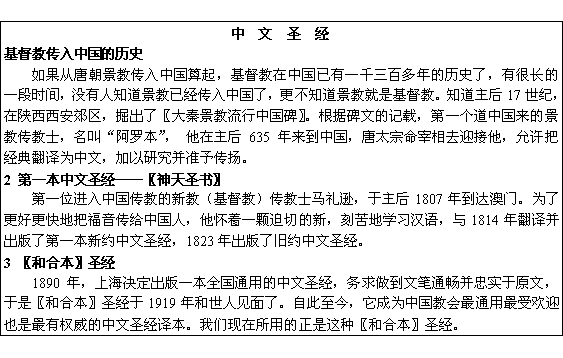 中 文 圣 经
基督教传入中国的历史
如果从唐朝景教传入中国算起，基督教在中国已有一千三百多年的历史了，有很长的
一段时间，没有人知道景教已经传入中国了，更不知道景教就是基督教。知道主后 17 世纪，
在陕西西安郊区，掘出了〖大秦景教流行中国碑〗。根据碑文的记载，第一个道中国来的景
教传教士，名叫“阿罗本”， 他在主后 635 年来到中国，唐太宗命宰相去迎接他，允许把
经典翻译为中文，加以研究并准予传扬。
2 第一本中文圣经——〖神天圣书〗
第一位进入中国传教的新教（基督教）传教士马礼逊，于主后 1807 年到达澳门。为了
更好更快地把福音传给中国人，他怀着一颗迫切的新，刻苦地学习汉语，与 1814 年翻译并
出版了第一本新约中文圣经，1823 年出版了旧约中文圣经。
3 〖和合本〗圣经
1890 年，上海决定出版一本全国通用的中文圣经，务求做到文笔通畅并忠实于原文，
于是〖和合本〗圣经于 1919 年和世人见面了。自此至今，它成为中国教会最通用最受欢迎
也是最有权威的中文圣经译本。我们现在所用的正是这种〖和合本〗圣经。